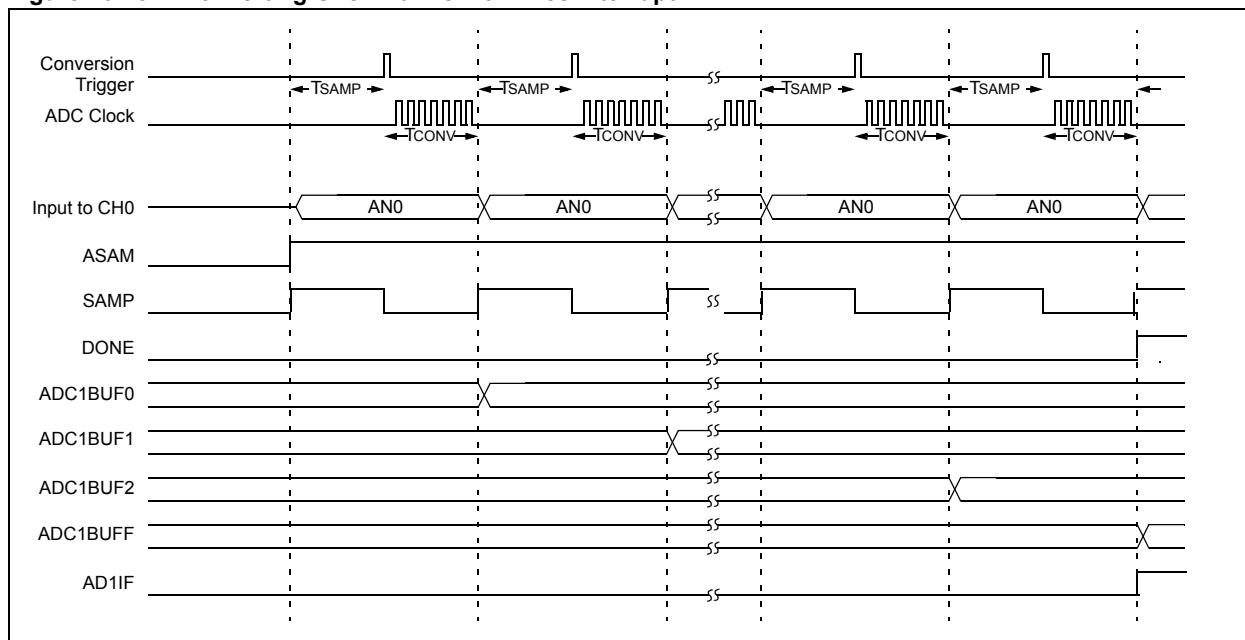 Conversion
Trigger
TSAMP TSAMP TSAMP TSAMP
ADC Clock
TCONV TCONV TCONV TCONV
Input to CH0 AN0 AN0 AN0 AN0
ASAM
SAMP
DONE
ADC1BUF0
ADC1BUF1
ADC1BUF2
ADC1BUFF
AD1IF